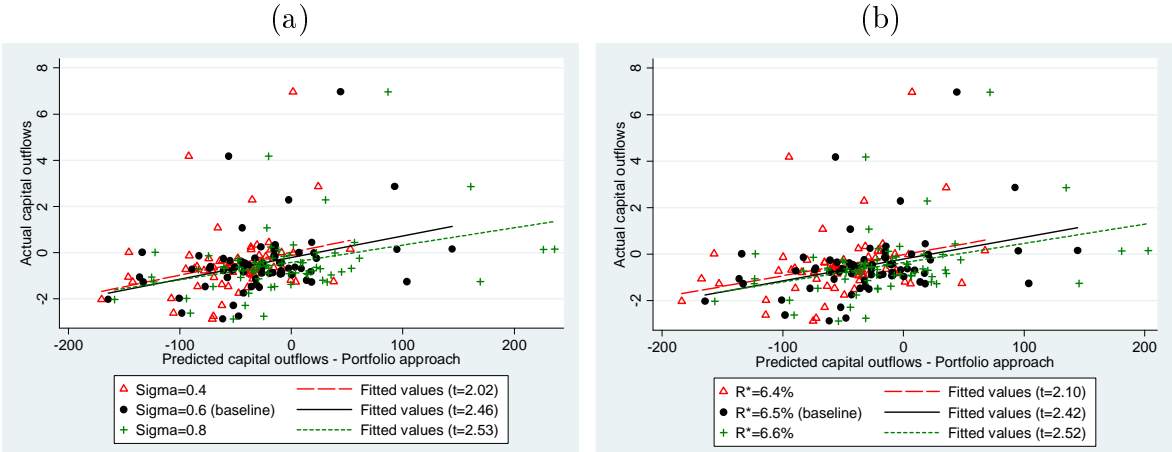 (a)
Actual capital outflows
8
6
4
2
0
-2
-200 -100 0 100 200
Predicted capital outflows - Portfolio approach
Sigma=0.4 Fitted values (t=2.02)
Sigma=0.6 (baseline) Fitted values (t=2.46)
Sigma=0.8 Fitted values (t=2.53)
(b)
Actual capital outflows
8
6
4
2
0
-2
-200 -100 0 100 200
Predicted capital outflows - Portfolio approach
R*=6.4% Fitted values (t=2.10)
R*=6.5% (baseline) Fitted values (t=2.42)
R*=6.6% Fitted values (t=2.52)